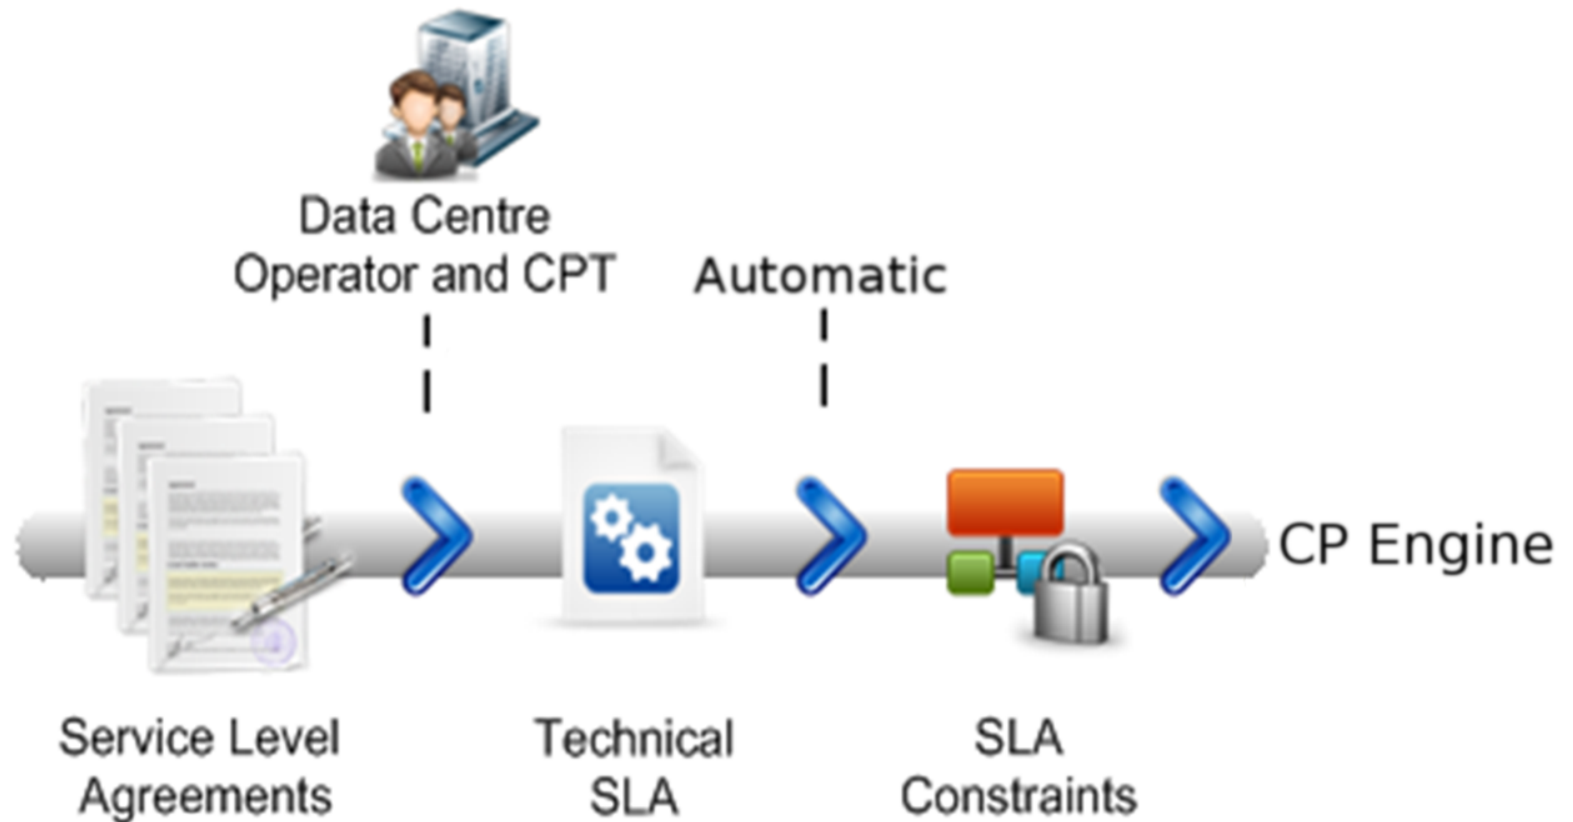 Data Centre
Operator and CPT
Automatic
CP Engine
Service Level
Agreements
Technical
SLA
SLA
Constraints